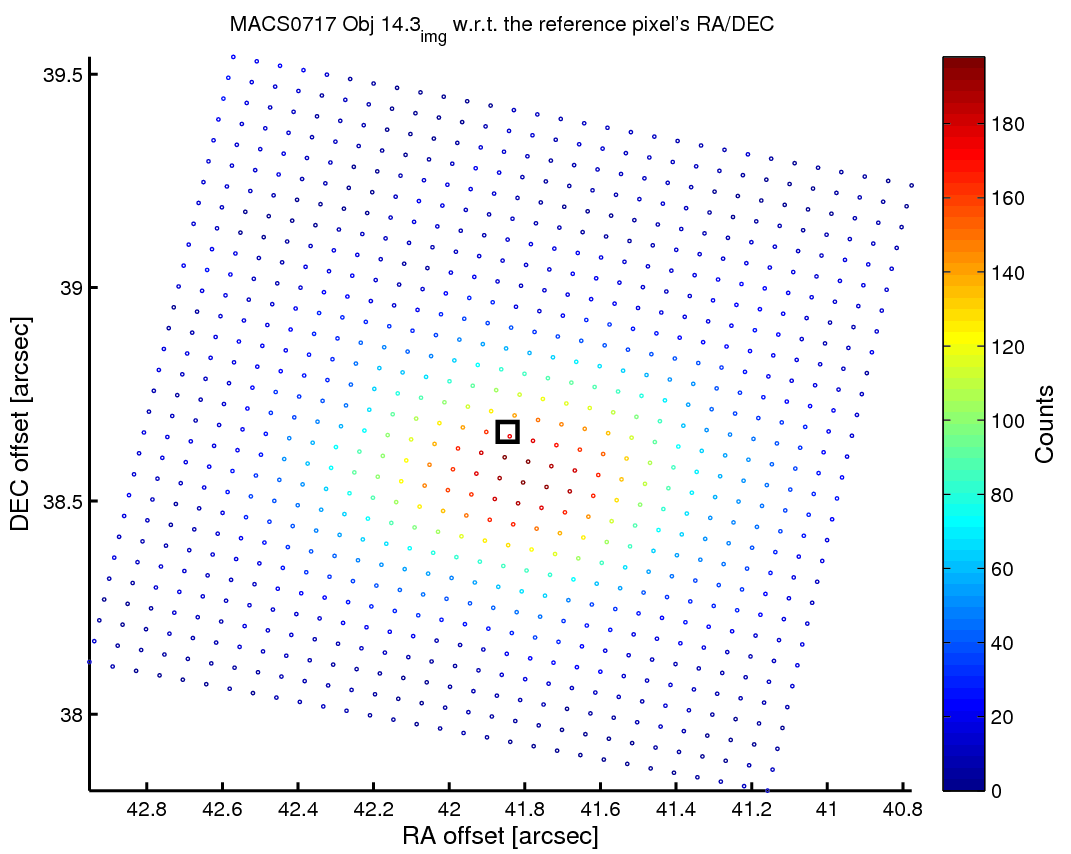 MACS0717 Obj 14.3img w.r.t. the reference pixel's RA/DEC
39.5
39
38.5
38
DEC offset [arcsec]
42.8 42.6 42.4 42.2 42 41.8 41.6 41.4 41.2 41 40.8
RA offset [arcsec]
180
160
140
120
100
80
60
40
20
0
Counts